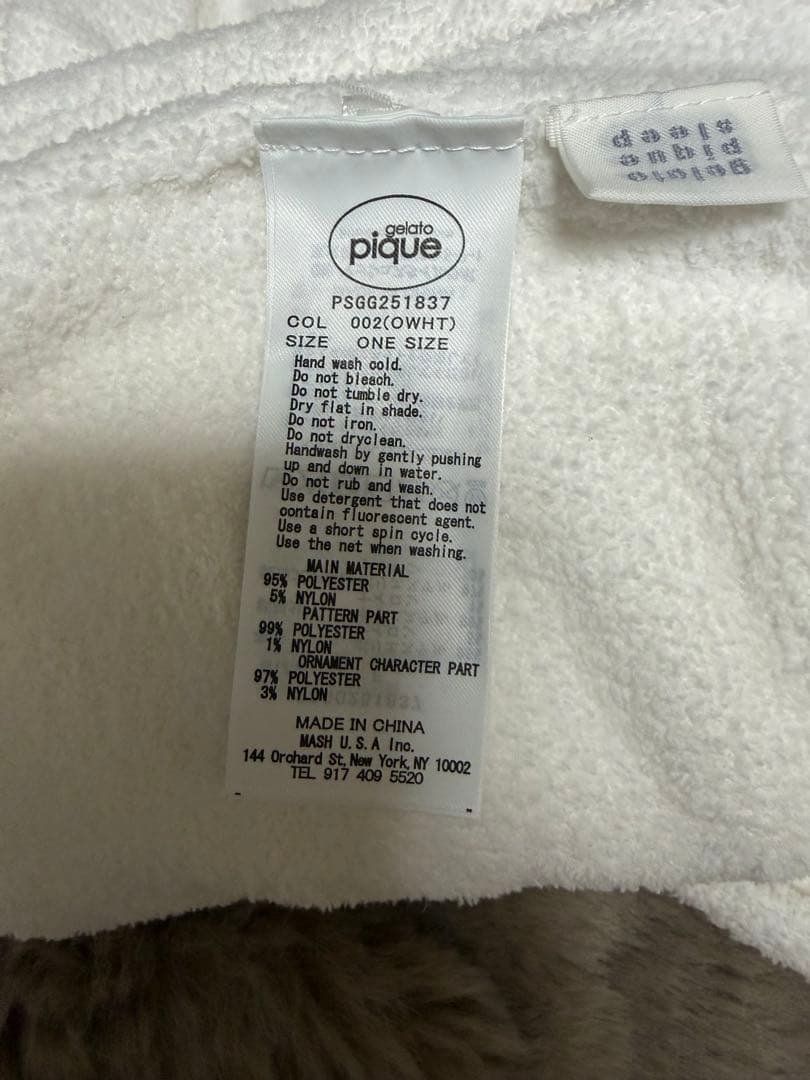 gelato
pique
PSGG251837
COL 002(OWHT)
SIZE ONE SIZE
Hand wash cold.
Do not bleach.
Do not tumble dry.
Dry flat in shade.
Do not iron.
Do not dryclean.
Handwash by gently pushing
up and down in water.
Do not rub and wash.
Use detergent that does not
contain fluorescent agent.
Use a short spin cycle.
Use the net when washing.
MAIN MATERIAL
95% POLYESTER
5% NYLON
PATTERN PART
99% POLYESTER
1% NYLON
ORNAMENT CHARACTER PART
97% POLYESTER
3% NYLON
MADE IN CHINA
MASH U.S.A Inc.
144 Orchard St, New York, NY 10002
TEL 917 409 5520
gelato
pique
sleep